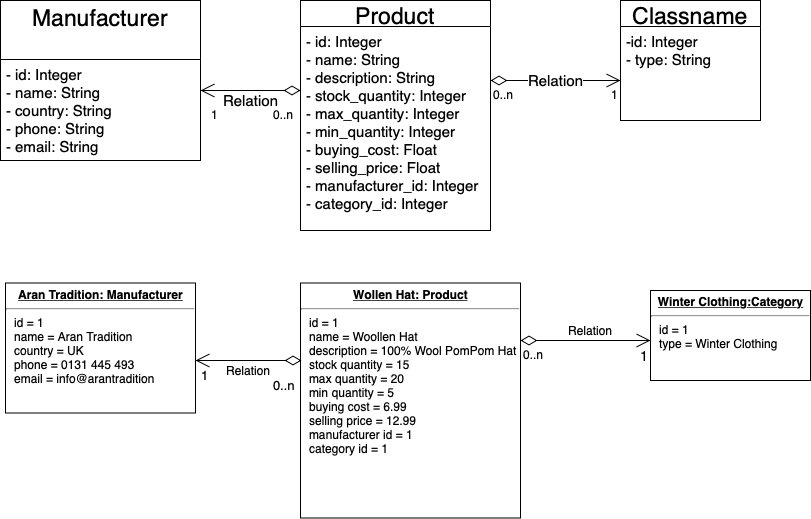 Manufacturer
- id: Integer
- name: String
- country: String
- phone: String
- email: String
Relation
1
0..n
Product
- id: Integer
- name: String
- description: String
- stock_quantity: Integer
- max_quantity: Integer
- min_quantity: Integer
- buying_cost: Float
- selling_price: Float
- manufacturer_id: Integer
- category_id: Integer
Relation
0..n
1
Classname
-id: Integer
- type: String
Aran Tradition: Manufacturer
id = 1
name = Aran Tradition
country = UK
phone = 0131 445 493
email = info@arantradition
Relation
1
0..n
Wollen Hat: Product
id = 1
name = Woollen Hat
description = 100% Wool PomPom Hat
stock quantity = 15
max quantity = 20
min quantity = 5
buying cost = 6.99
selling price = 12.99
manufacturer id = 1
category id = 1
Relation
0..n
1
Winter Clothing:Category
id = 1
type = Winter Clothing